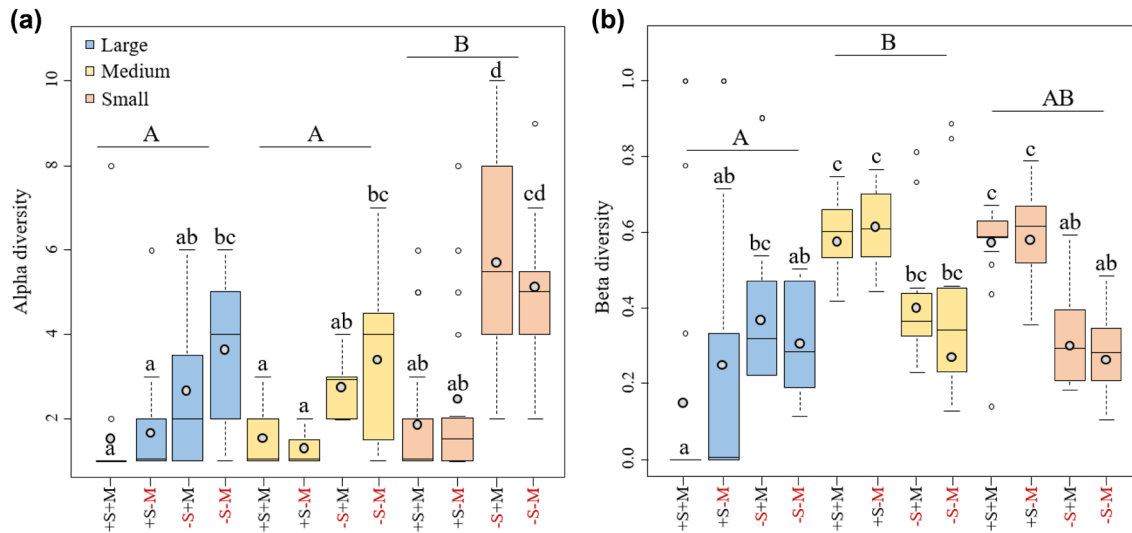 (a)
Large
Medium
Small
Alpha diversity
10
8
6
4
2
A
A
B
a
a
ab
bc
a
a
ab
bc
ab
ab
d
cd
+S+M
+S-M
-S+M
-S-M
+S+M
+S-M
-S+M
-S-M
+S+M
+S-M
-S+M
-S-M
(b)
Beta diversity
1.0
0.8
0.6
0.4
0.2
0.0
A
B
AB
a
ab
bc
ab
c
c
bc
bc
c
c
ab
ab
+S+M
+S-M
-S+M
-S-M
+S+M
+S-M
-S+M
-S-M
+S+M
+S-M
-S+M
-S-M